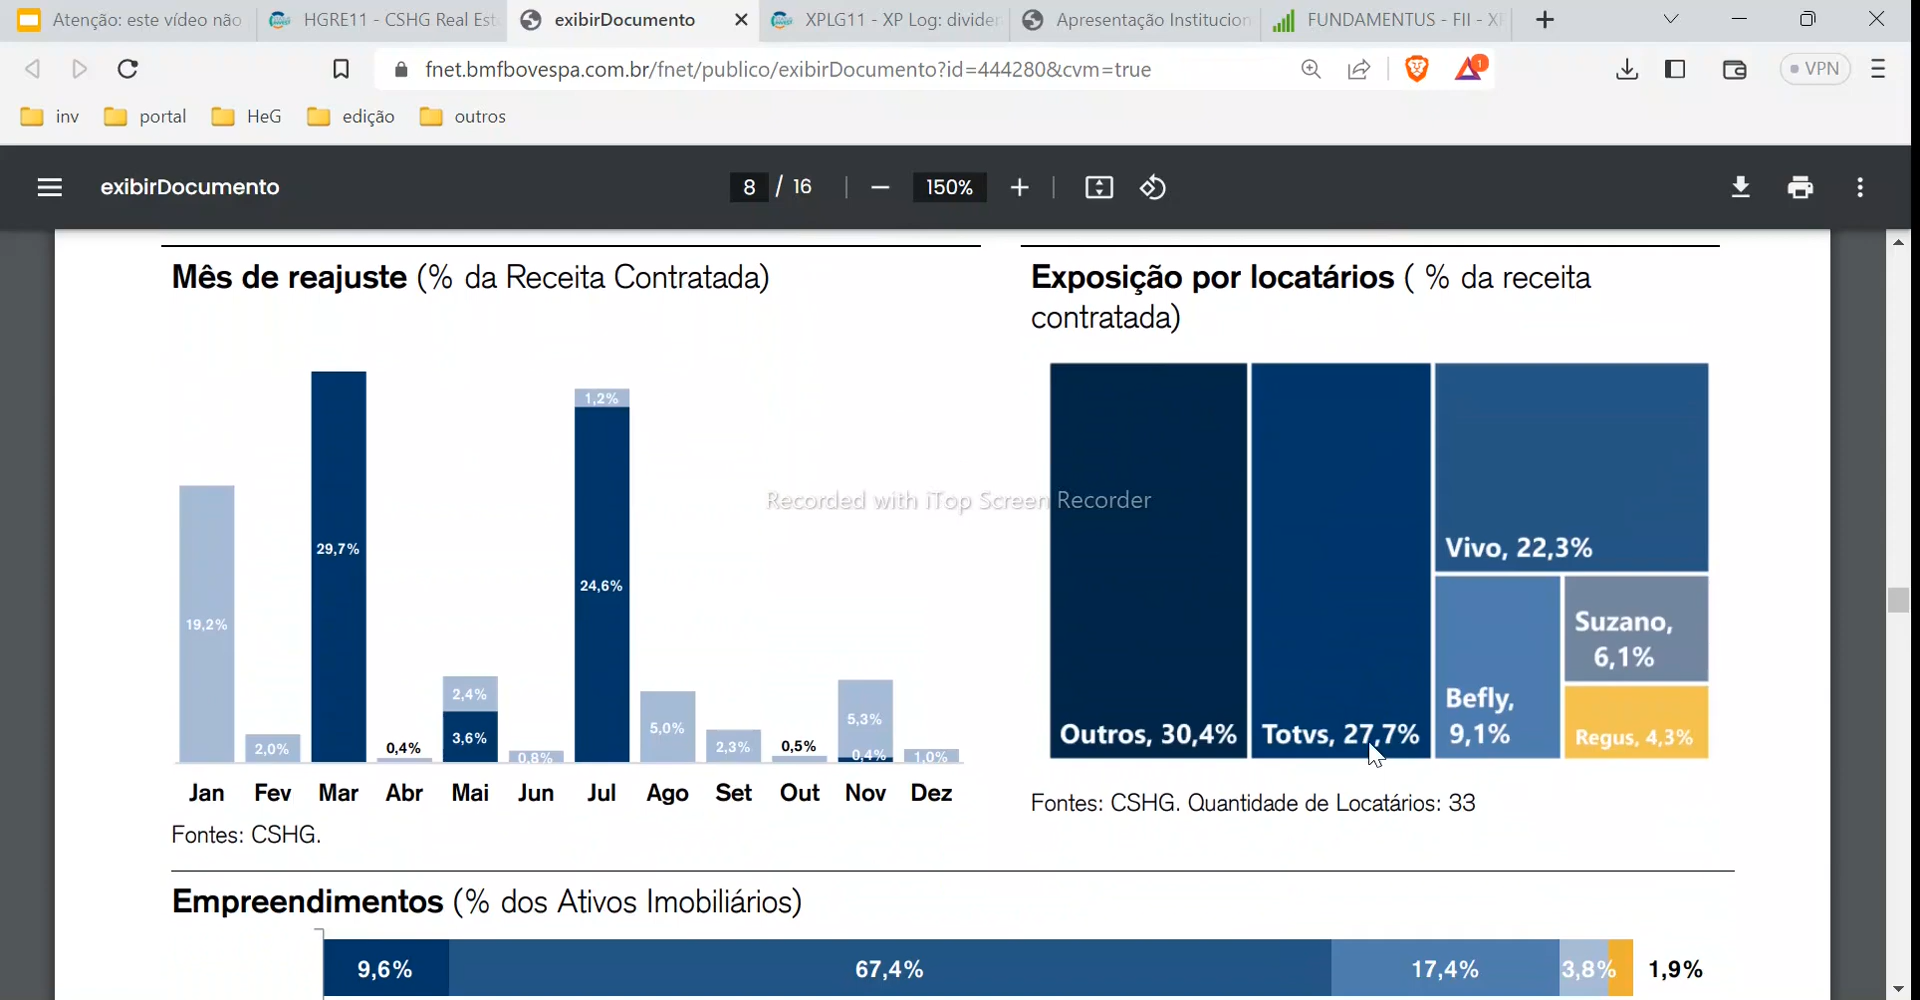 Atenção: este vídeo não
HGRE11 - CSHG Real Est
exibirDocumento
XPLG11 - XP Log: divider
Apresentação Institucion
FUNDAMENTUS - FII - XP
fnet.bmfbovespa.com.br/fnet/publico/exibirDocumento?id=444280&cvm=true
1
VPN
inv
portal
HeG
edição
outros
exibirDocumento
8 / 16
150%
Mês de reajuste (% da Receita Contratada)
1,2%
29,7%
24,6%
19,2%
2,4%
5,3%
5,0%
3,6%
2,3%
2,0%
0,4%
0,5%
0,8%
0,4%
1,0%
Jan Fev Mar Abr Mai Jun Jul Ago Set Out Nov Dez
Fontes: CSHG.
Exposição por locatários ( % da receita
contratada)
Recorded with iTop Screen Recorder
Vivo, 22,3%
Suzano,
6,1%
Befly,
9,1%
Outros, 30,4%
Totvs, 27,7%
Regus, 4,3%
Fontes: CSHG. Quantidade de Locatários: 33
Empreendimentos (% dos Ativos Imobiliários)
9,6% 67,4% 17,4% 3,8% 1,9%